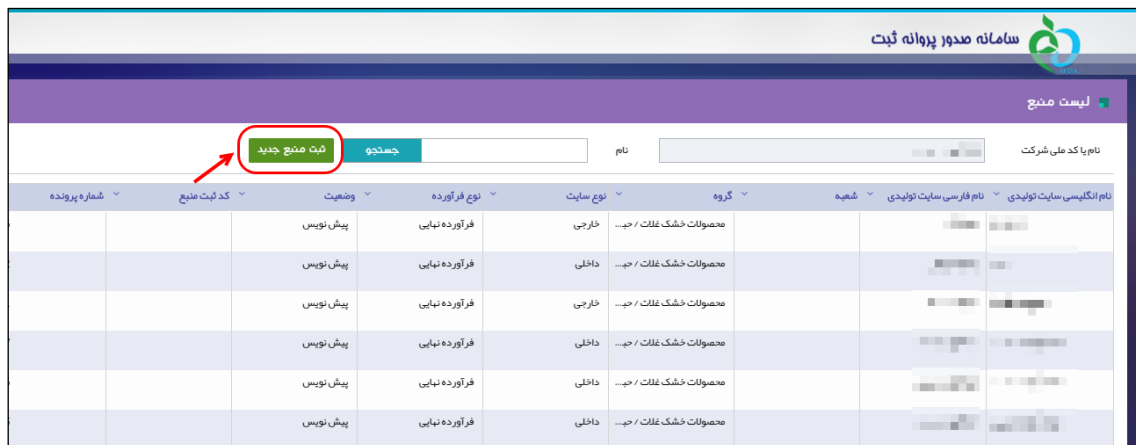 سامانه صدور پروانه ثبت
لیست منبع
نام یا کد ملی شرکت نام جستجو ثبت منبع جدید
نام انگلیسی سایت تولیدی نام فارسی سایت تولیدی شعبه گروه نوع سایت نوع فرآورده وضعیت کد ثبت منبع شماره پرونده
محصولات خشک غلات / حبـ... خارجی فرآورده نهایی پیش نویس
محصولات خشک غلات / حبـ... داخلی فرآورده نهایی پیش نویس
محصولات خشک غلات / حبـ... خارجی فرآورده نهایی پیش نویس
محصولات خشک غلات / حبـ... داخلی فرآورده نهایی پیش نویس
محصولات خشک غلات / حبـ... داخلی فرآورده نهایی پیش نویس
محصولات خشک غلات / حبـ... داخلی فرآورده نهایی پیش نویس